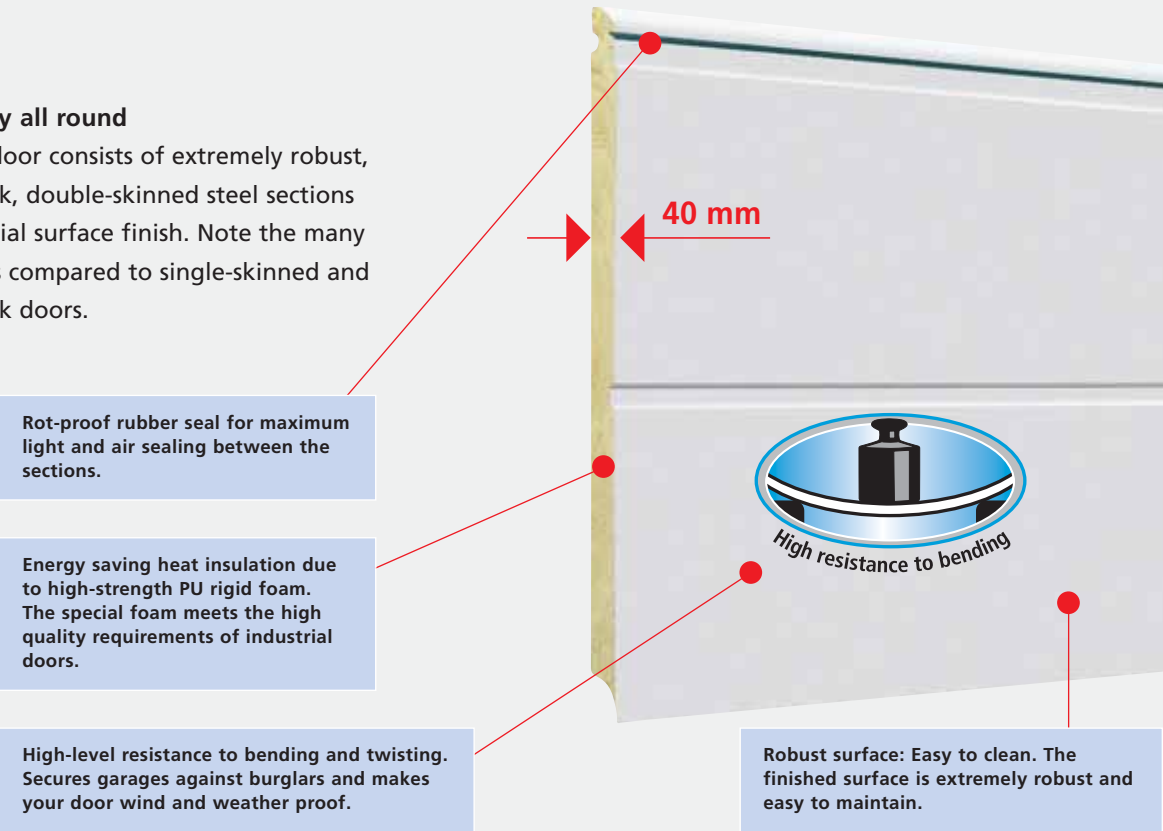 y all round
loor consists of extremely robust,
k, double-skinned steel sections
ial surface finish. Note the many
s compared to single-skinned and
k doors.
40 mm
Rot-proof rubber seal for maximum
light and air sealing between the
sections.
High resistance to bending
Energy saving heat insulation due
to high-strength PU rigid foam.
The special foam meets the high
quality requirements of industrial
doors.
High-level resistance to bending and twisting.
Secures garages against burglars and makes
your door wind and weather proof.
Robust surface: Easy to clean. The
finished surface is extremely robust and
easy to maintain.